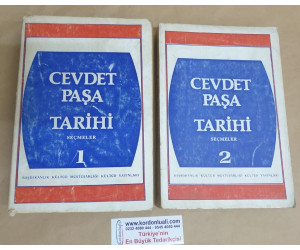 CEVDET
PAŞA
TARİHİ
SEÇMELER
1
CEVDET
PAŞA
TARİHİ
SEÇMELER
2
www.kordonluali.com
Türkiye'nin
En Büyük Tedarikçisi